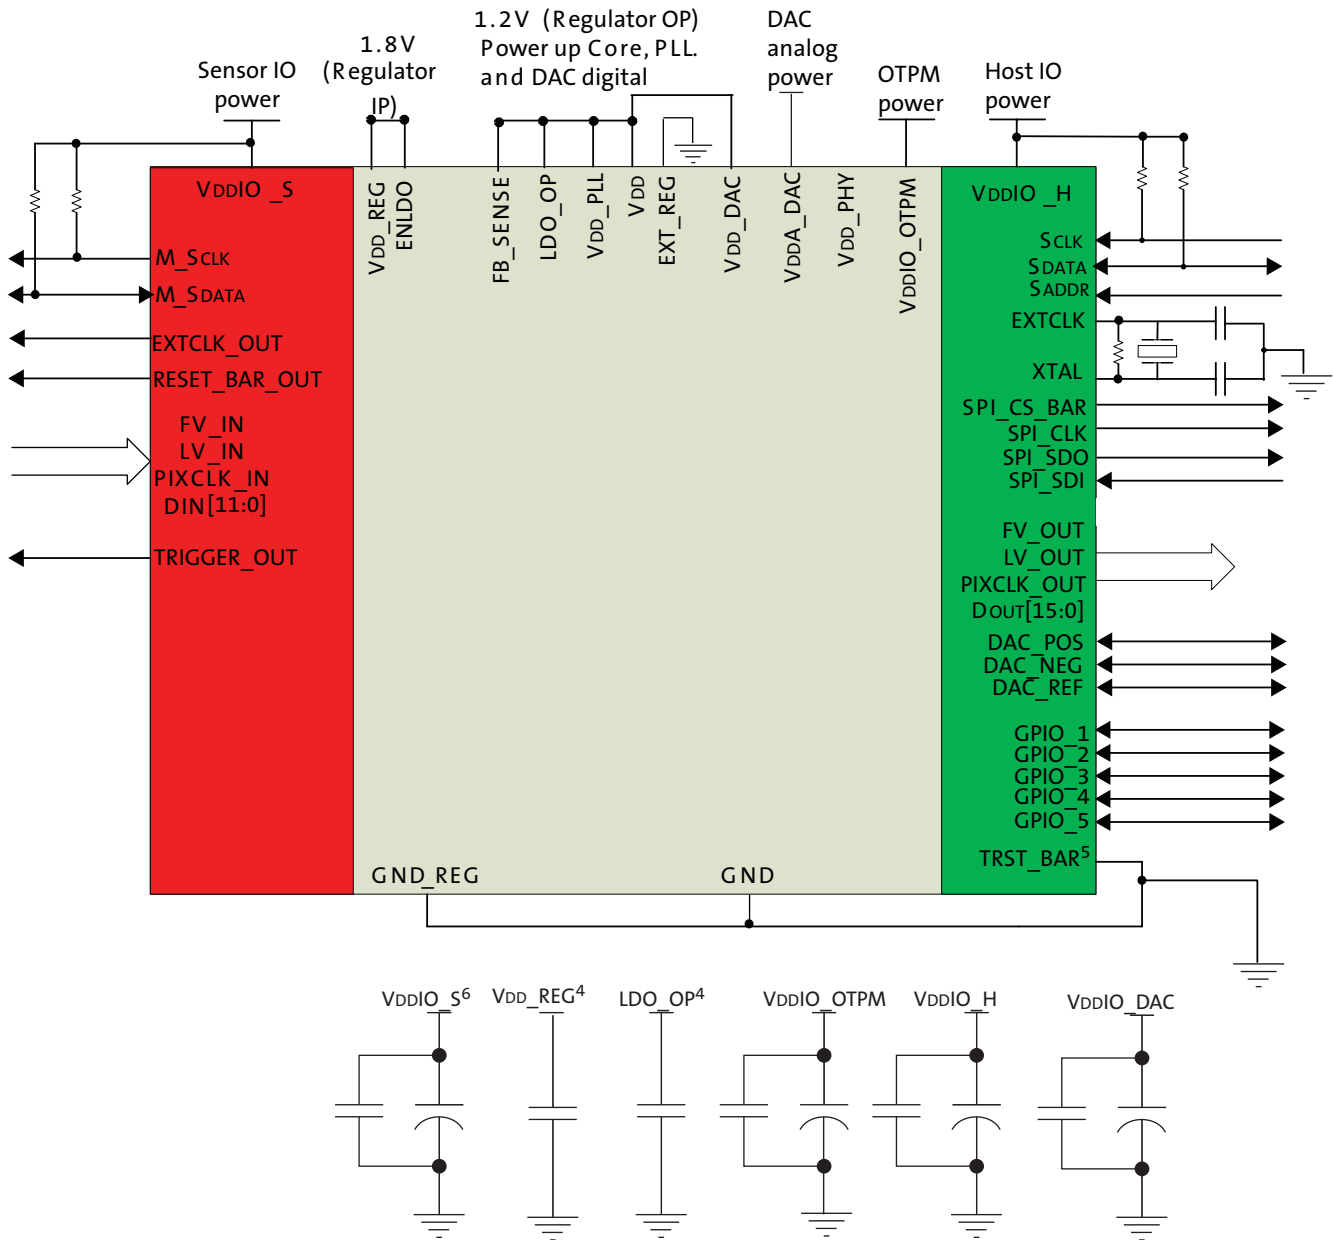 Sensor IO
power
1.8V
(Regulator
IP)
1.2V (Regulator OP)
Power up Core, PLL.
and DAC digital
DAC
analog
power
OTPM
power
Host IO
power
VDDIO _S
VDD_REG
ENLDO
FB_SENSE
LDO_OP
VDD_PLL
VDD
EXT_REG
VDD_DAC
VDDA_DAC
VDD_PHY
VDDIO_OTPM
VDDIO _H
M_SCLK
M_SDATA
EXTCLK_OUT
RESET_BAR_OUT
FV_IN
LV_IN
PIXCLK_IN
DIN[11:0]
TRIGGER_OUT
SCLK
SDATA
SADDR
EXTCLK
XTAL
SPI_CS_BAR
SPI_CLK
SPI_SDO
SPI_SDI
FV_OUT
LV_OUT
PIXCLK_OUT
DOUT[15:0]
DAC_POS
DAC_NEG
DAC_REF
GPIO_1
GPIO_2
GPIO_3
GPIO_4
GPIO_5
TRST_BAR5
GND_REG
GND
VDDIO_S6
VDD_REG4
LDO_OP4
VDDIO_OTPM
VDDIO_H
VDDIO_DAC